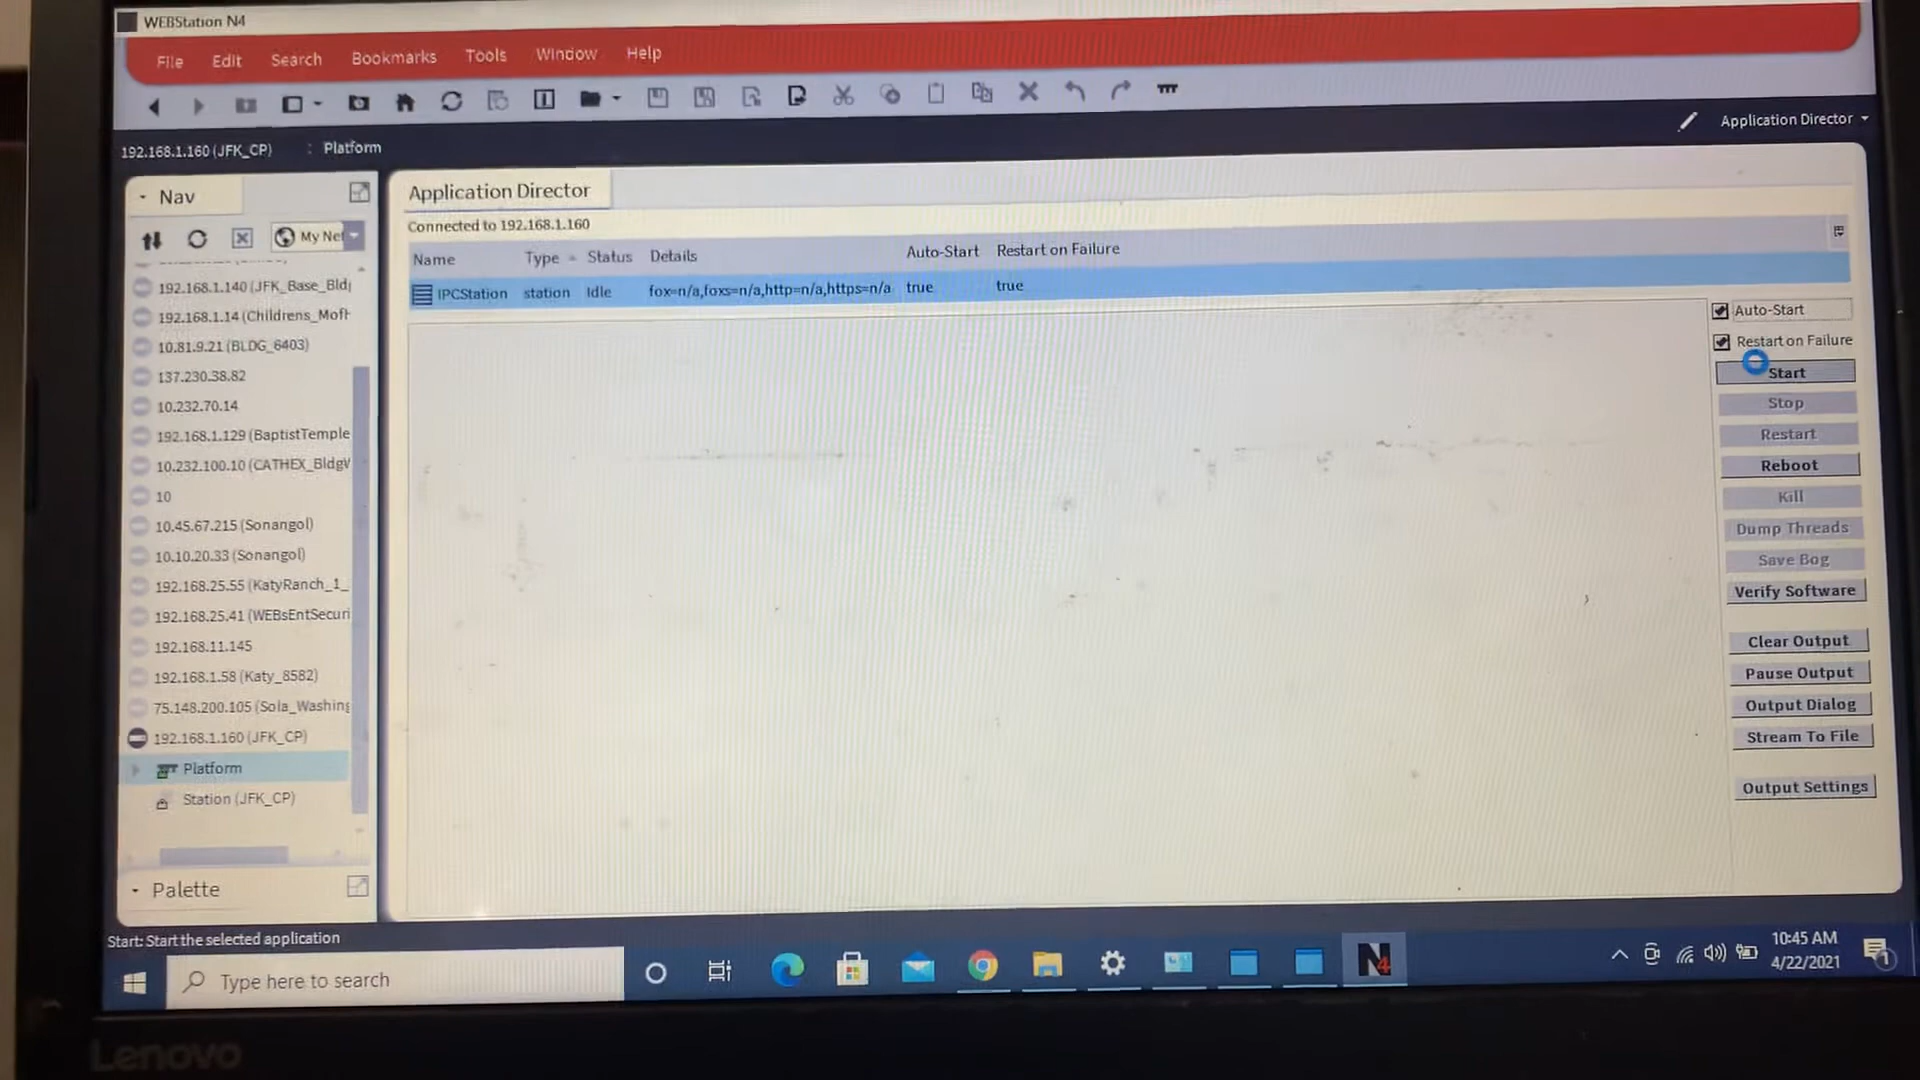 WEBStation N4
File Edit Search Bookmarks Tools Window Help
192.168.1.160 (JFK_CP) : Platform
Application Director
Nav
My Net
192.168.1.140 (JFK_Base_Bldg
192.168.1.14 (Childrens_Moff
10.81.9.21 (BLDG_6403)
137.230.38.82
10.232.70.14
192.168.1.129 (BaptistTemple
10.232.100.10 (CATHEX_BldgW
10
10.45.67.215 (Sonangol)
10.10.20.33 (Sonangol)
192.168.25.55 (KatyRanch_1_
192.168.25.41 (WEBsEntSecuri
192.168.11.145
192.168.1.58 (Katy_8582)
75.148.200.105 (Sola_Washing
192.168.1.160 (JFK_CP)
Platform
Station (JFK_CP)
Palette
Application Director
Connected to 192.168.1.160
Name Type Status Details Auto-Start Restart on Failure
IPCStation station Idle fox=n/a,foxs=n/a,http=n/a,https=n/a true true
Auto-Start
Restart on Failure
Start
Stop
Restart
Reboot
Kill
Dump Threads
Save Bog
Verify Software
Clear Output
Pause Output
Output Dialog
Stream To File
Output Settings
Start: Start the selected application
Type here to search
N4
10:45 AM
4/22/2021
1
Lenovo